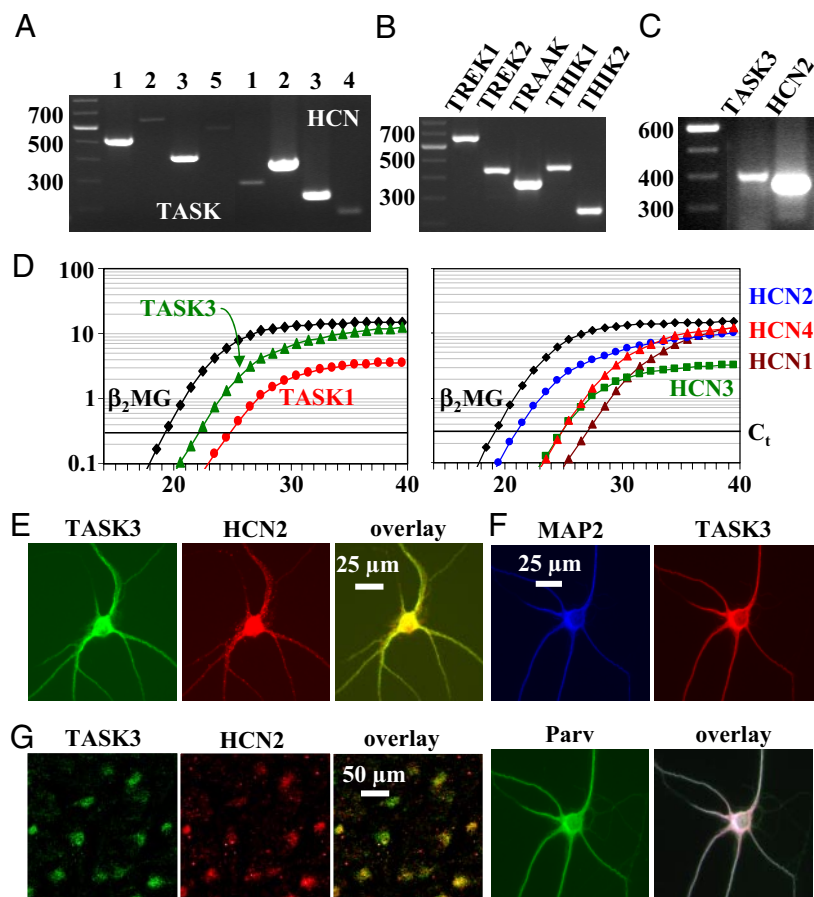 A
1 2 3 5 1 2 3 4
700
500
300
HCN
TASK
B
TREK1 TREK2 TRAAK THIK1 THIK2
700
500
300
C
TASK3 HCN2
600
400
300
D
100
10
1
0.1
TASK3
β₂MG
TASK1
20 30 40
β₂MG
HCN2
HCN4
HCN1
HCN3
Cₜ
20 30 40
E
TASK3 HCN2 overlay
25 µm
F
MAP2 TASK3
25 µm
Parv overlay
G
TASK3 HCN2 overlay
50 µm